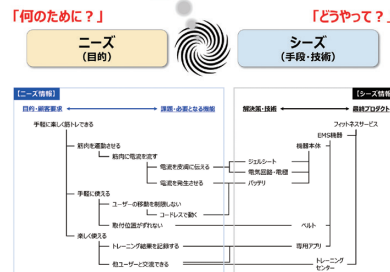 「何のために？」
「どうやって？」
ニーズ
(目的)
シーズ
(手段・技術)
【ニーズ情報】
【シーズ情報】
目的・顧客要求
課題・必要となる機能
解決策・技術
最終プロダクト
手軽に楽しく筋トレできる
フィットネスサービス
EMS機器
筋肉を運動させる
機器本体
筋肉に電流を流す
電流を皮膚に伝える
ジェルシート
電気回路・電極
電流を発生させる
バッテリ
手軽に使える
ユーザーの移動を制限しない
コードレスで動く
取付位置がずれない
ベルト
楽しく使える
トレーニング結果を記録する
専用アプリ
他ユーザーと交流できる
トレーニング
センター